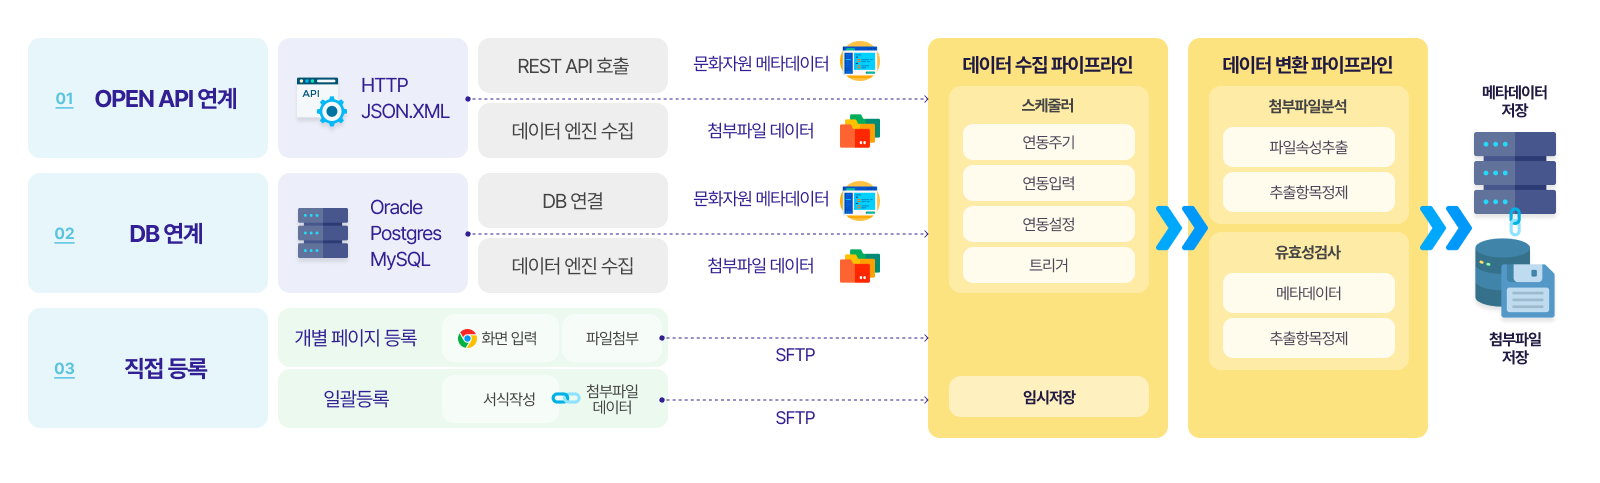 01
OPEN API 연계
API
HTTP
JSON.XML
REST API 호출
데이터 엔진 수집
문화자원 메타데이터
첨부파일 데이터
02
DB 연계
Oracle
Postgres
MySQL
DB 연결
데이터 엔진 수집
문화자원 메타데이터
첨부파일 데이터
03
직접 등록
개별 페이지 등록
화면 입력
파일첨부
SFTP
일괄등록
서식작성
첨부파일
데이터
SFTP
데이터 수집 파이프라인
스케줄러
연동주기
연동입력
연동설정
트리거
임시저장
데이터 변환 파이프라인
첨부파일분석
파일속성추출
추출항목정제
유효성검사
메타데이터
추출항목정제
메타데이터
저장
첨부파일
저장